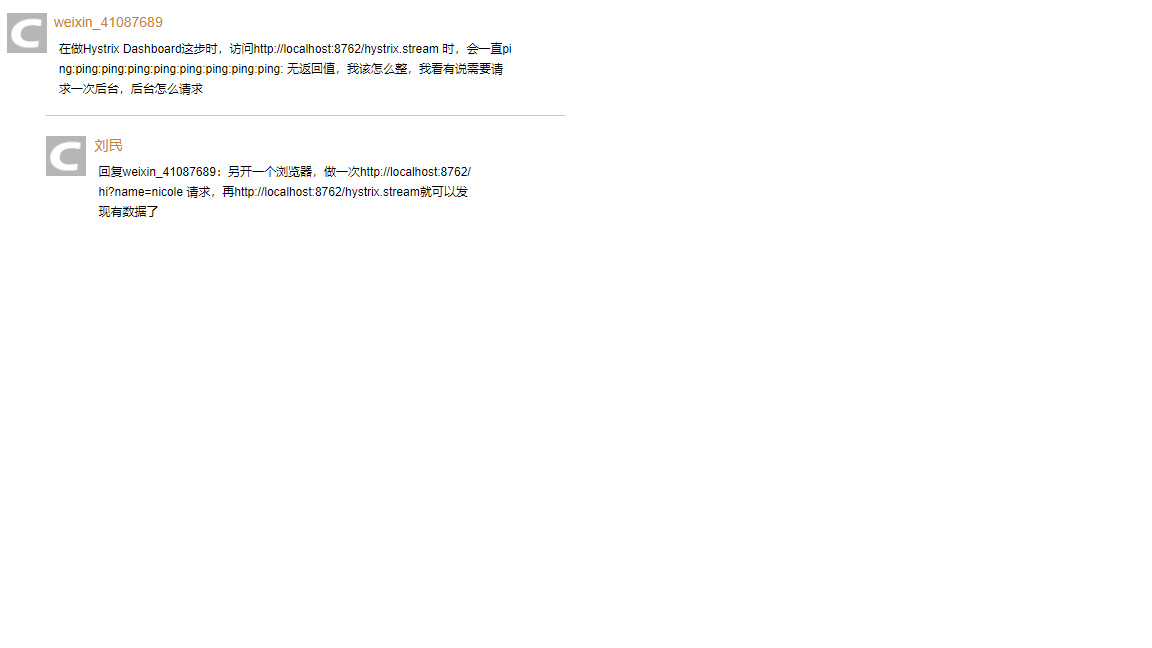 weixin_41087689
在做Hystrix Dashboard这步时，访问http://localhost:8762/hystrix.stream 时，会一直pi
ng:ping:ping:ping:ping:ping:ping:ping:ping: 无返回值，我该怎么整，我看有说需要请
求一次后台，后台怎么请求
刘民
回复weixin_41087689：另开一个浏览器，做一次http://localhost:8762/
hi?name=nicole 请求，再http://localhost:8762/hystrix.stream就可以发
现有数据了